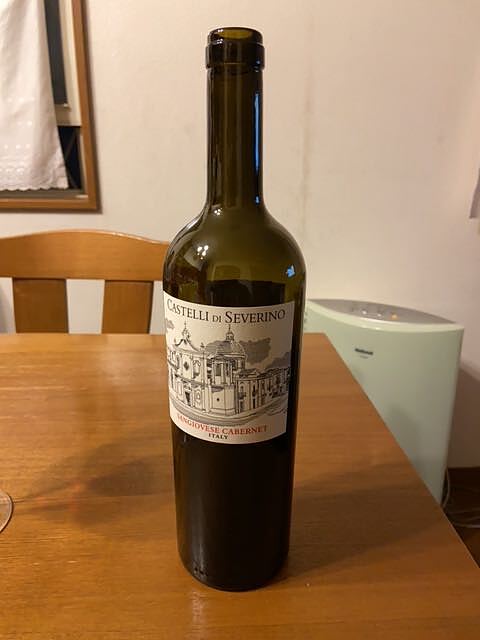 CASTELLI DI SEVERINO
SANGIOVESE CABERNET
ITALY